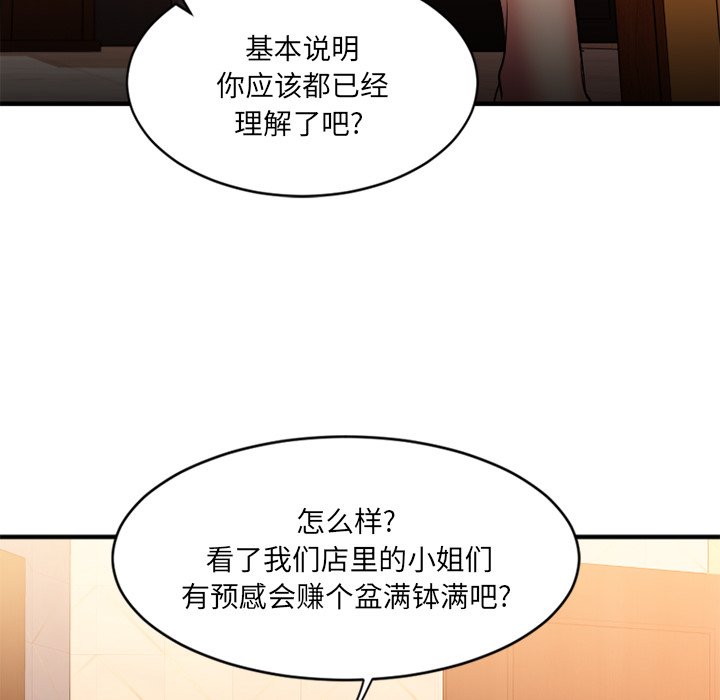 基本说明
你应该都已经
理解了吧?
怎么样?
看了我们店里的小姐们
有预感会赚个盆满钵满吧?